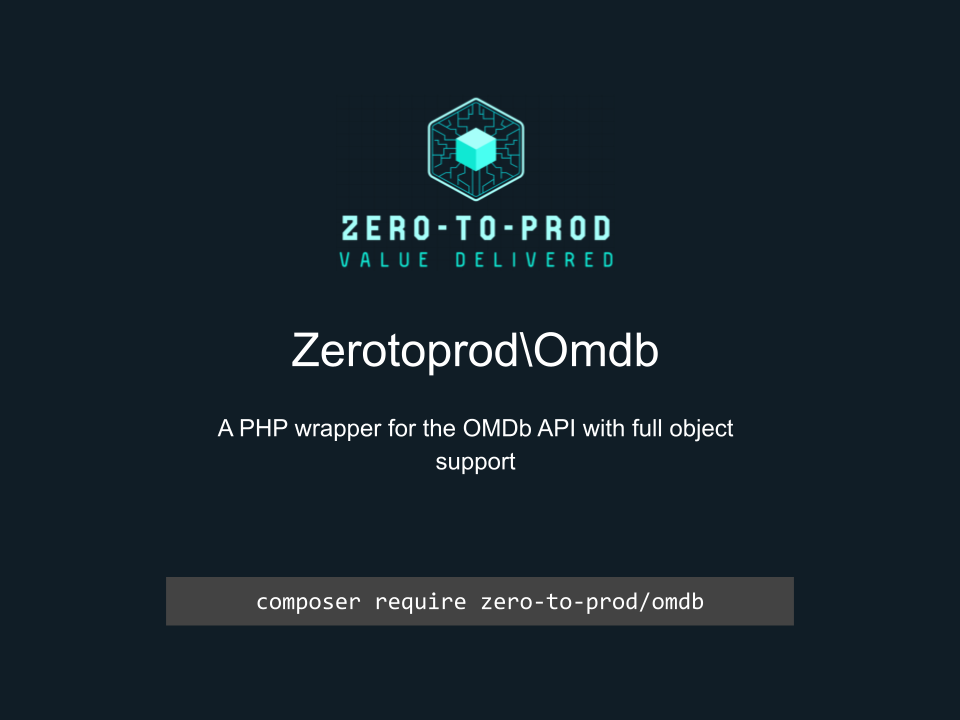 ZERO-TO-PROD
VALUE DELIVERED
Zerotoprod\Omdb
A PHP wrapper for the OMDb API with full object
support
composer require zero-to-prod/omdb